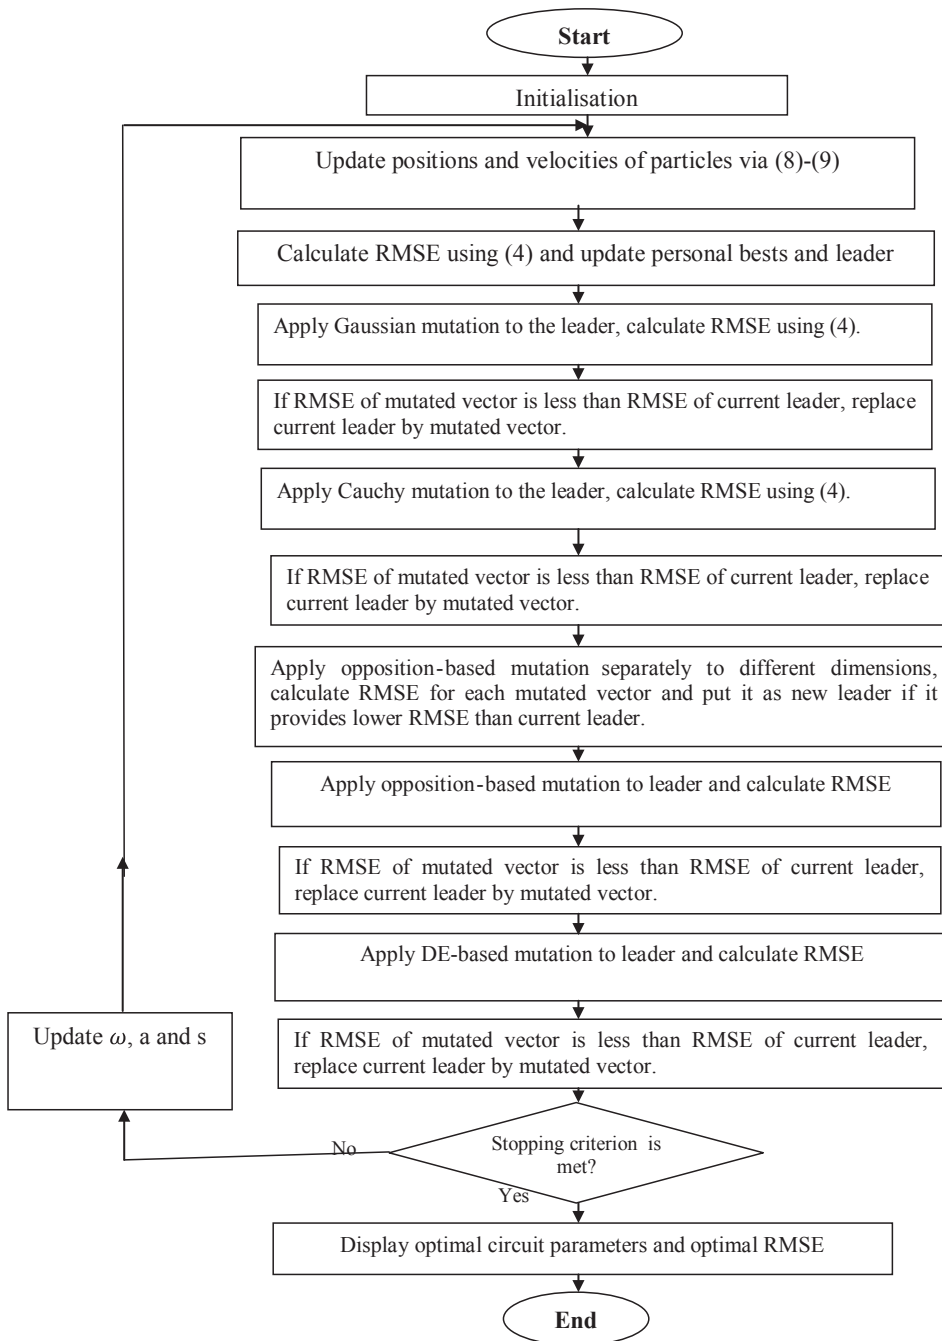 Start
Initialisation
Update positions and velocities of particles via (8)-(9)
Calculate RMSE using (4) and update personal bests and leader
Apply Gaussian mutation to the leader, calculate RMSE using (4).
If RMSE of mutated vector is less than RMSE of current leader, replace
current leader by mutated vector.
Apply Cauchy mutation to the leader, calculate RMSE using (4).
If RMSE of mutated vector is less than RMSE of current leader, replace
current leader by mutated vector.
Apply opposition-based mutation separately to different dimensions,
calculate RMSE for each mutated vector and put it as new leader if it
provides lower RMSE than current leader.
Apply opposition-based mutation to leader and calculate RMSE
If RMSE of mutated vector is less than RMSE of current leader,
replace current leader by mutated vector.
Apply DE-based mutation to leader and calculate RMSE
If RMSE of mutated vector is less than RMSE of current leader,
replace current leader by mutated vector.
Update ω, a and s
No
Stopping criterion is
met?
Yes
Display optimal circuit parameters and optimal RMSE
End